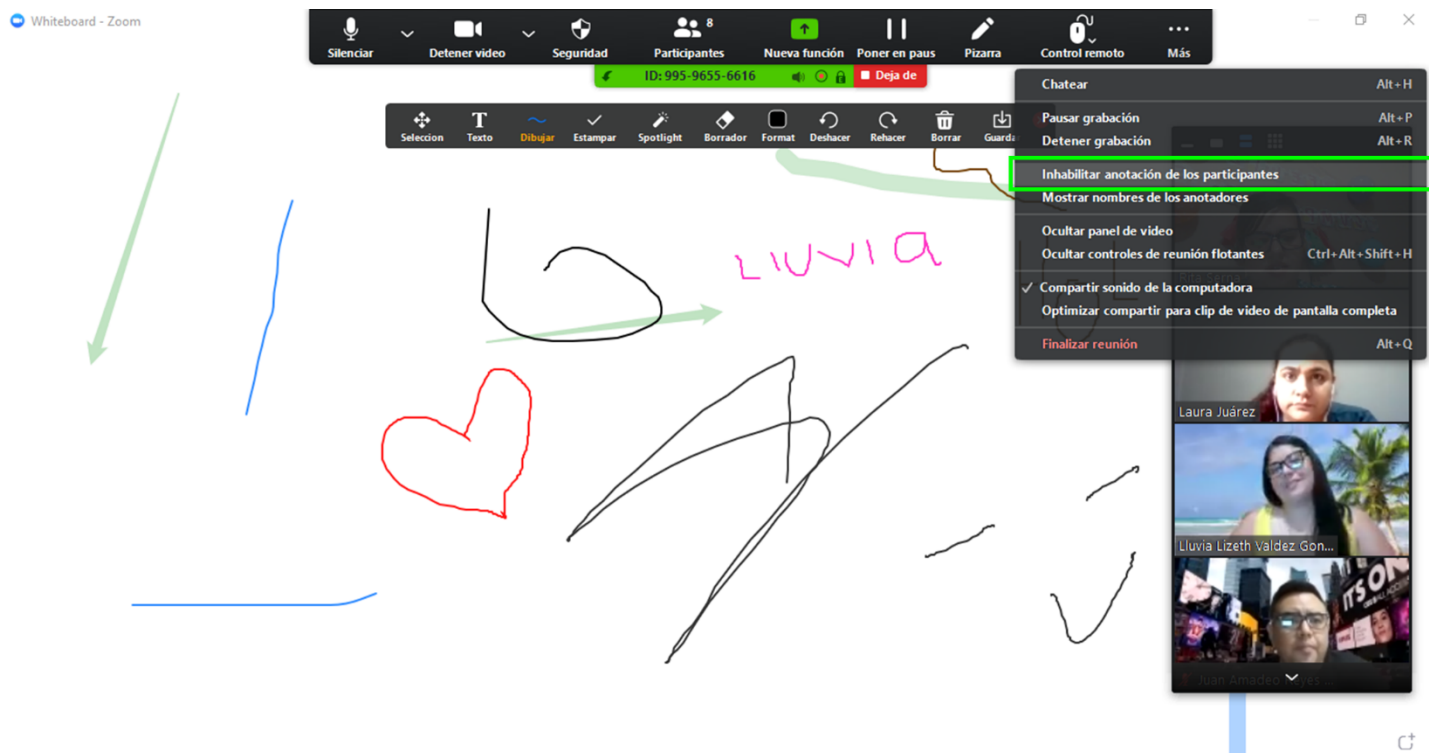 Whiteboard - Zoom
Silenciar Detener video Seguridad Participantes 8 Nueva función Poner en paus Pizarra Control remoto Más
ID: 995-9655-6616 Deja de
Seleccion Texto Dibujar Estampar Spotlight Borrador Format Deshacer Rehacer Borrar Guarda
Chatear Alt+H
Pausar grabación Alt+P
Detener grabación Alt+R
Inhabilitar anotación de los participantes
Mostrar nombres de los anotadores
Ocultar panel de video
Ocultar controles de reunión flotantes Ctrl+Alt+Shift+H
Compartir sonido de la computadora
Optimizar compartir para clip de video de pantalla completa
Finalizar reunión Alt+Q
LLUVIA
Laura Juárez
Lluvia Lizeth Valdez Gon...
IT'S ON
Juan Amadeo Reyes ...